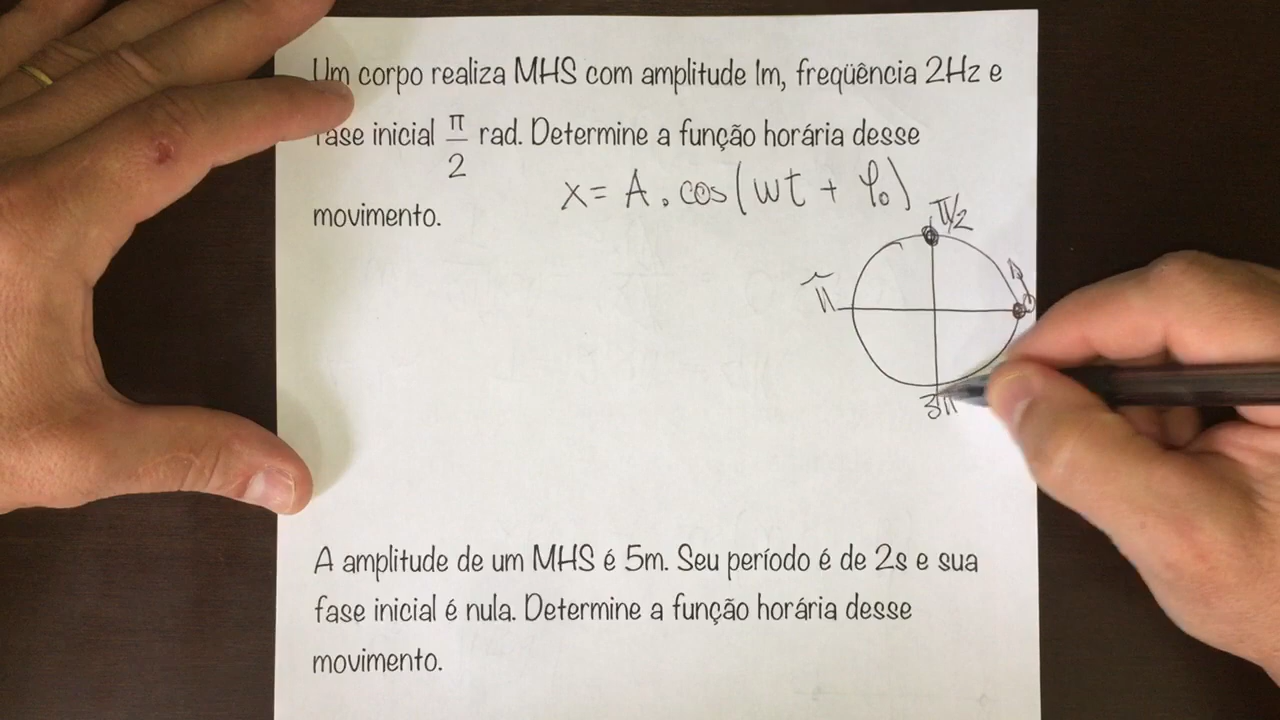 Um corpo realiza MHS com amplitude 1m, freqüência 2Hz e
fase inicial π/2 rad. Determine a função horária desse
movimento.
x = A . cos(wt + φ₀)
π/2
π
0
3π
A amplitude de um MHS é 5m. Seu período é de 2s e sua
fase inicial é nula. Determine a função horária desse
movimento.